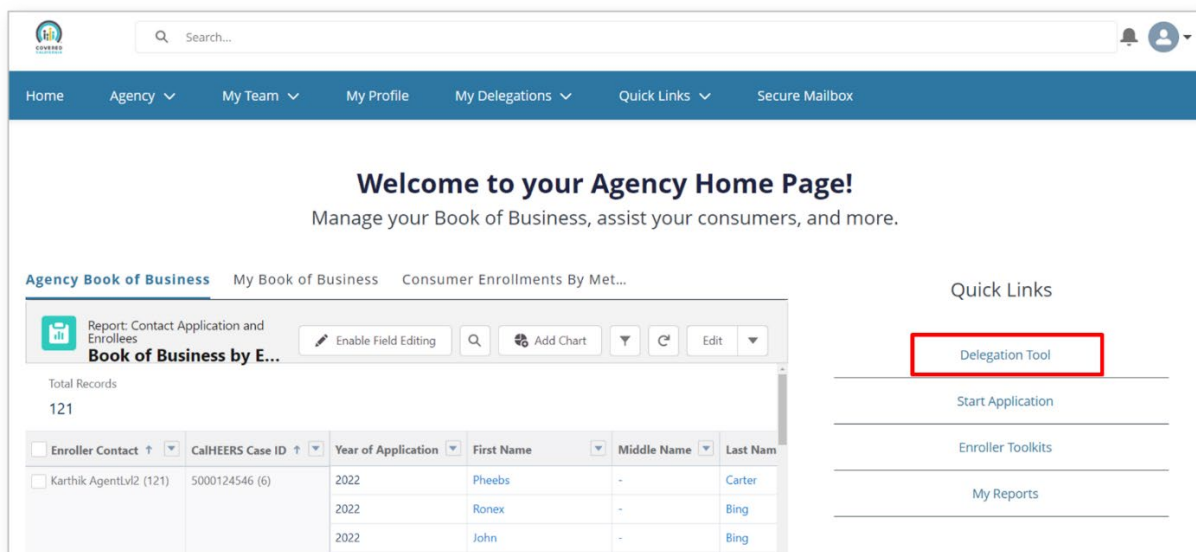 COVERED
CALIFORNIA
Search...
Home Agency My Team My Profile My Delegations Quick Links Secure Mailbox
Welcome to your Agency Home Page!
Manage your Book of Business, assist your consumers, and more.
Agency Book of Business My Book of Business Consumer Enrollments By Met...
Report: Contact Application and
Enrollees
Book of Business by E...
Enable Field Editing Add Chart Edit
Total Records
121
Enroller Contact ↑ CalHEERS Case ID ↑ Year of Application First Name Middle Name Last Nam
Karthik AgentLvl2 (121) 5000124546 (6) 2022 Pheebs - Carter
2022 Ronex - Bing
2022 John - Bing
Quick Links
Delegation Tool
Start Application
Enroller Toolkits
My Reports